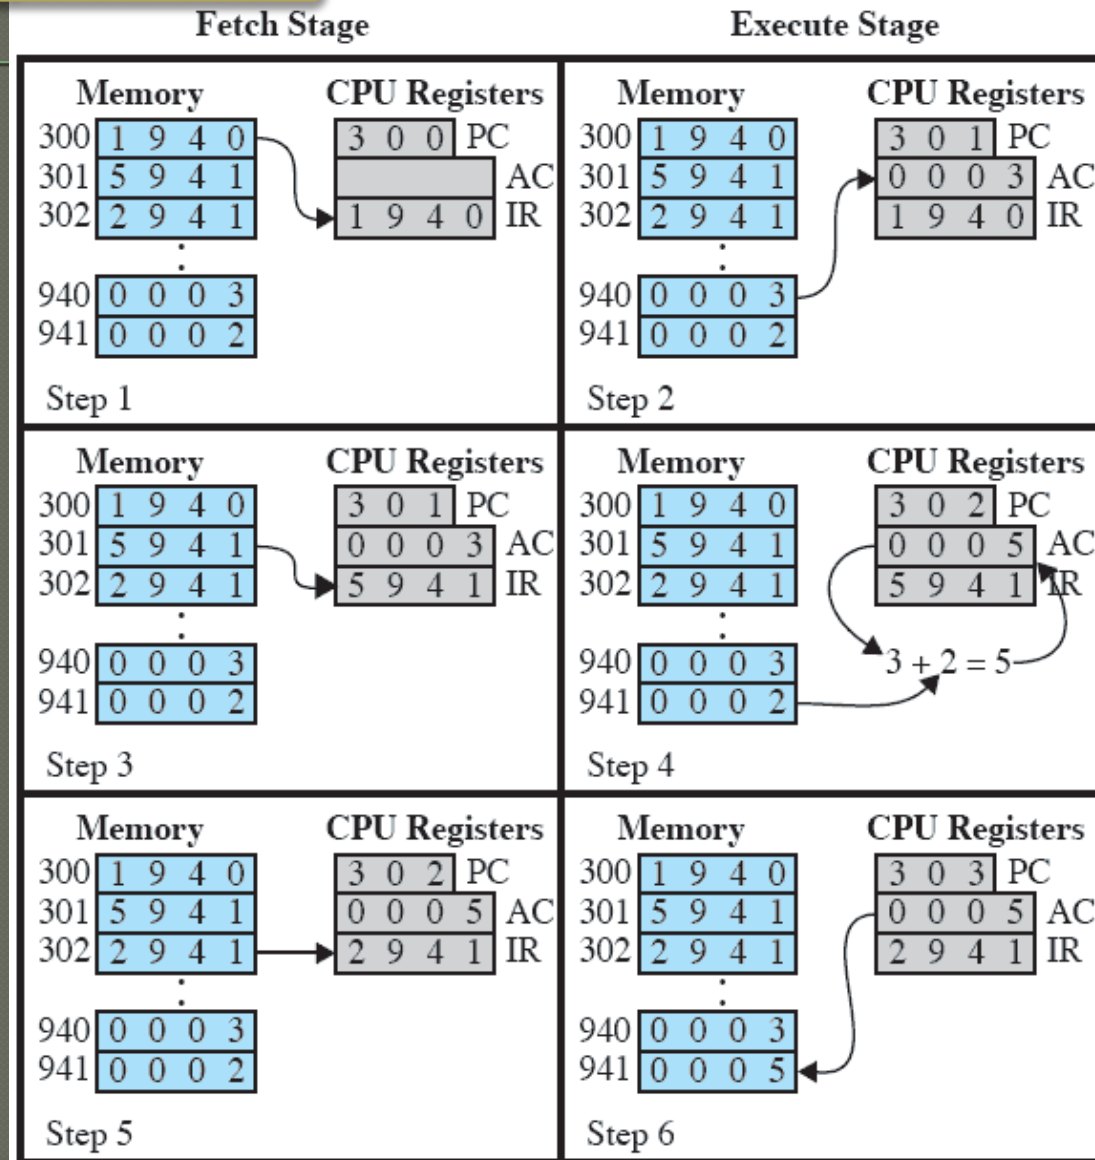 Fetch Stage Execute Stage
Memory CPU Registers
300 1 9 4 0 3 0 0 PC
301 5 9 4 1 AC
302 2 9 4 1 1 9 4 0 IR
940 0 0 0 3
941 0 0 0 2
Step 1
Memory CPU Registers
300 1 9 4 0 3 0 1 PC
301 5 9 4 1 0 0 0 3 AC
302 2 9 4 1 1 9 4 0 IR
940 0 0 0 3
941 0 0 0 2
Step 2
Memory CPU Registers
300 1 9 4 0 3 0 1 PC
301 5 9 4 1 0 0 0 3 AC
302 2 9 4 1 5 9 4 1 IR
940 0 0 0 3
941 0 0 0 2
Step 3
Memory CPU Registers
300 1 9 4 0 3 0 2 PC
301 5 9 4 1 0 0 0 5 AC
302 2 9 4 1 5 9 4 1 IR
940 0 0 0 3 3 + 2 = 5
941 0 0 0 2
Step 4
Memory CPU Registers
300 1 9 4 0 3 0 2 PC
301 5 9 4 1 0 0 0 5 AC
302 2 9 4 1 2 9 4 1 IR
940 0 0 0 3
941 0 0 0 2
Step 5
Memory CPU Registers
300 1 9 4 0 3 0 3 PC
301 5 9 4 1 0 0 0 5 AC
302 2 9 4 1 2 9 4 1 IR
940 0 0 0 3
941 0 0 0 5
Step 6